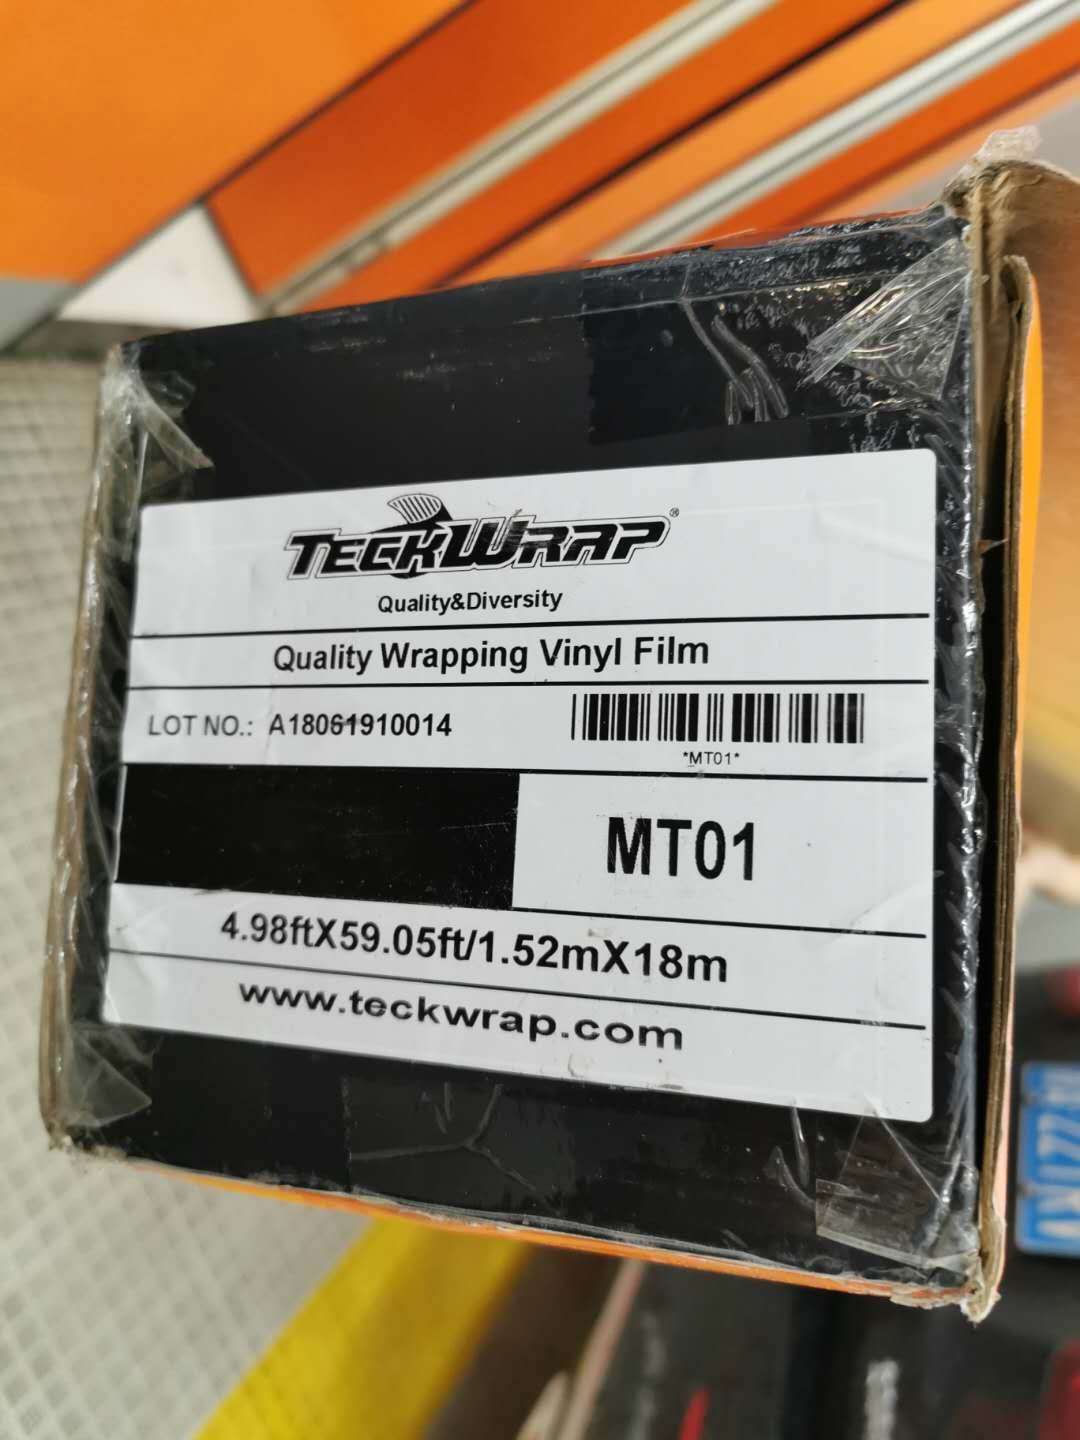 TECKWRAP®
Quality&Diversity
Quality Wrapping Vinyl Film
LOT NO.: A18061910014
*MT01*
MT01
4.98ftX59.05ft/1.52mX18m
www.teckwrap.com